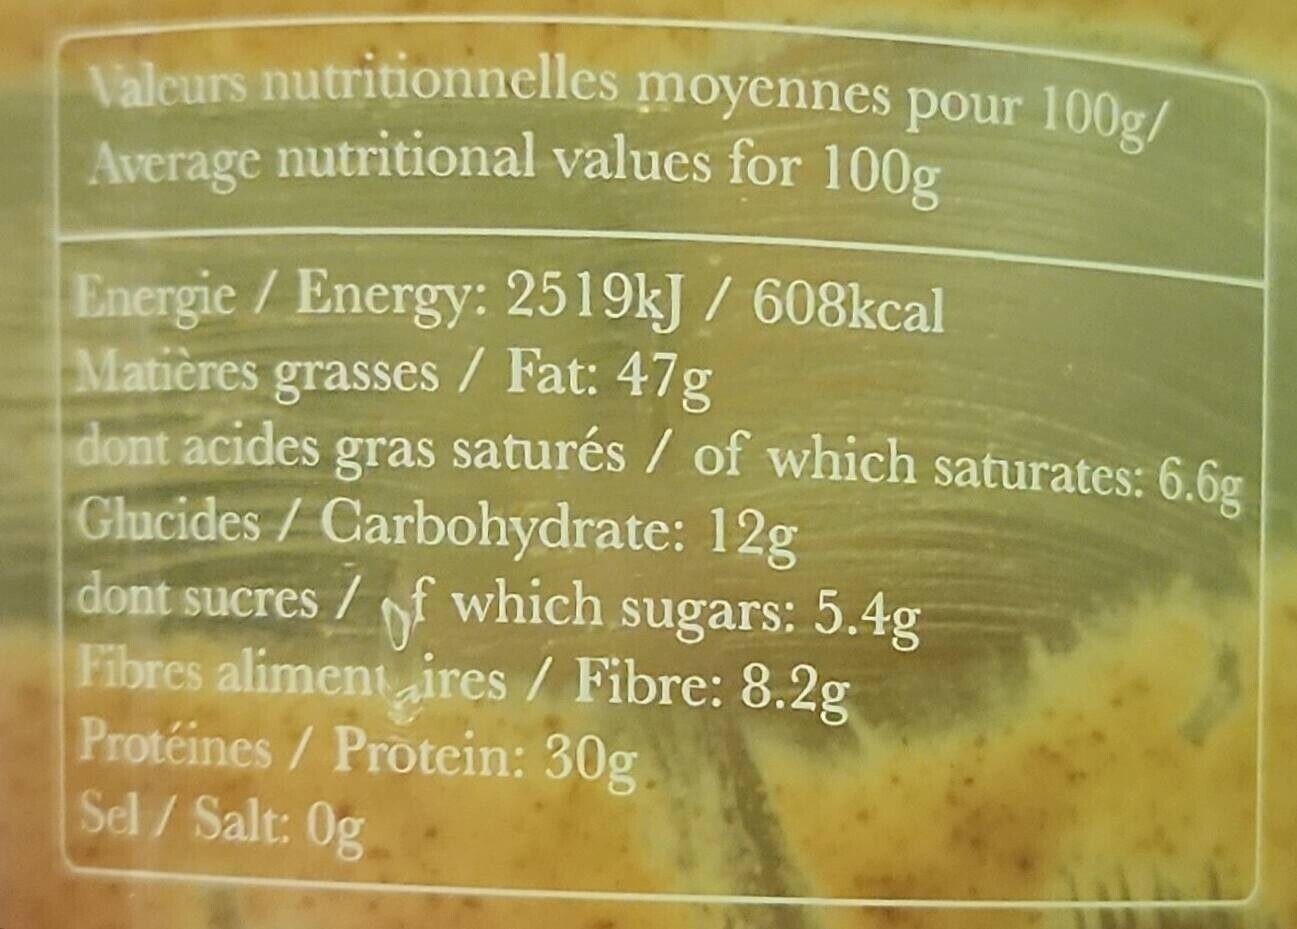 Valeurs nutritionnelles moyennes pour 100g/
Average nutritional values for 100g
Energie / Energy: 2519kJ / 608kcal
Matières grasses / Fat: 47g
dont acides gras saturés / of which saturates: 6.6g
Glucides / Carbohydrate: 12g
dont sucres / of which sugars: 5.4g
Fibres alimentaires / Fibre: 8.2g
Protéines / Protein: 30g
Sel / Salt: 0g